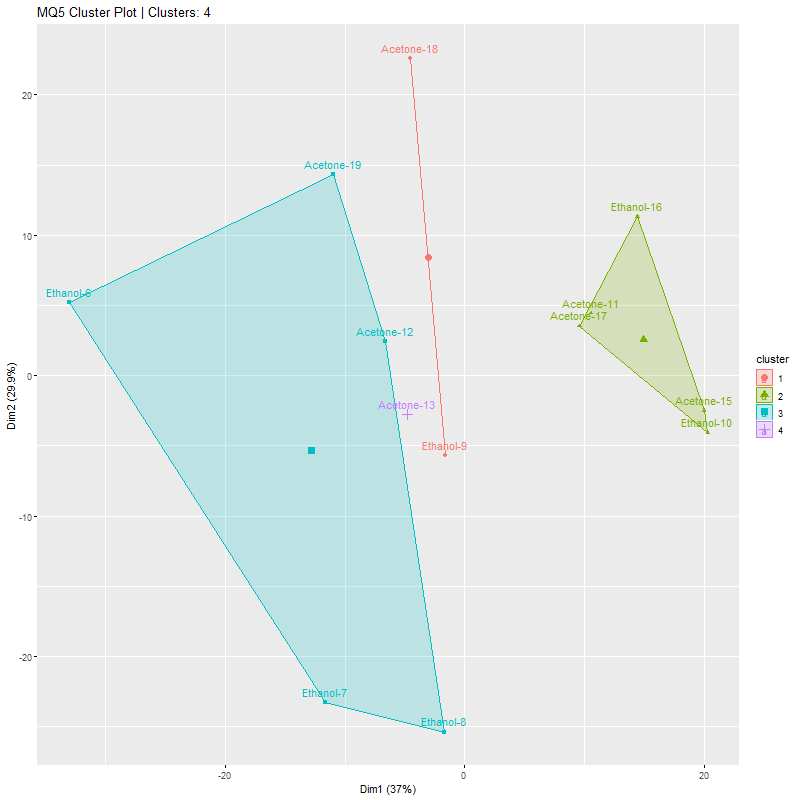 MQ5 Cluster Plot | Clusters: 4
Acetone-18
Acetone-19
Ethanol-16
Ethanol-6
Acetone-11
Acetone-17
Acetone-12
Acetone-13
Acetone-15
Ethanol-10
Ethanol-9
Ethanol-7
Ethanol-8
20
10
0
-10
-20
Dim2 (29.9%)
-20
0
20
Dim1 (37%)
cluster
1
2
3
4